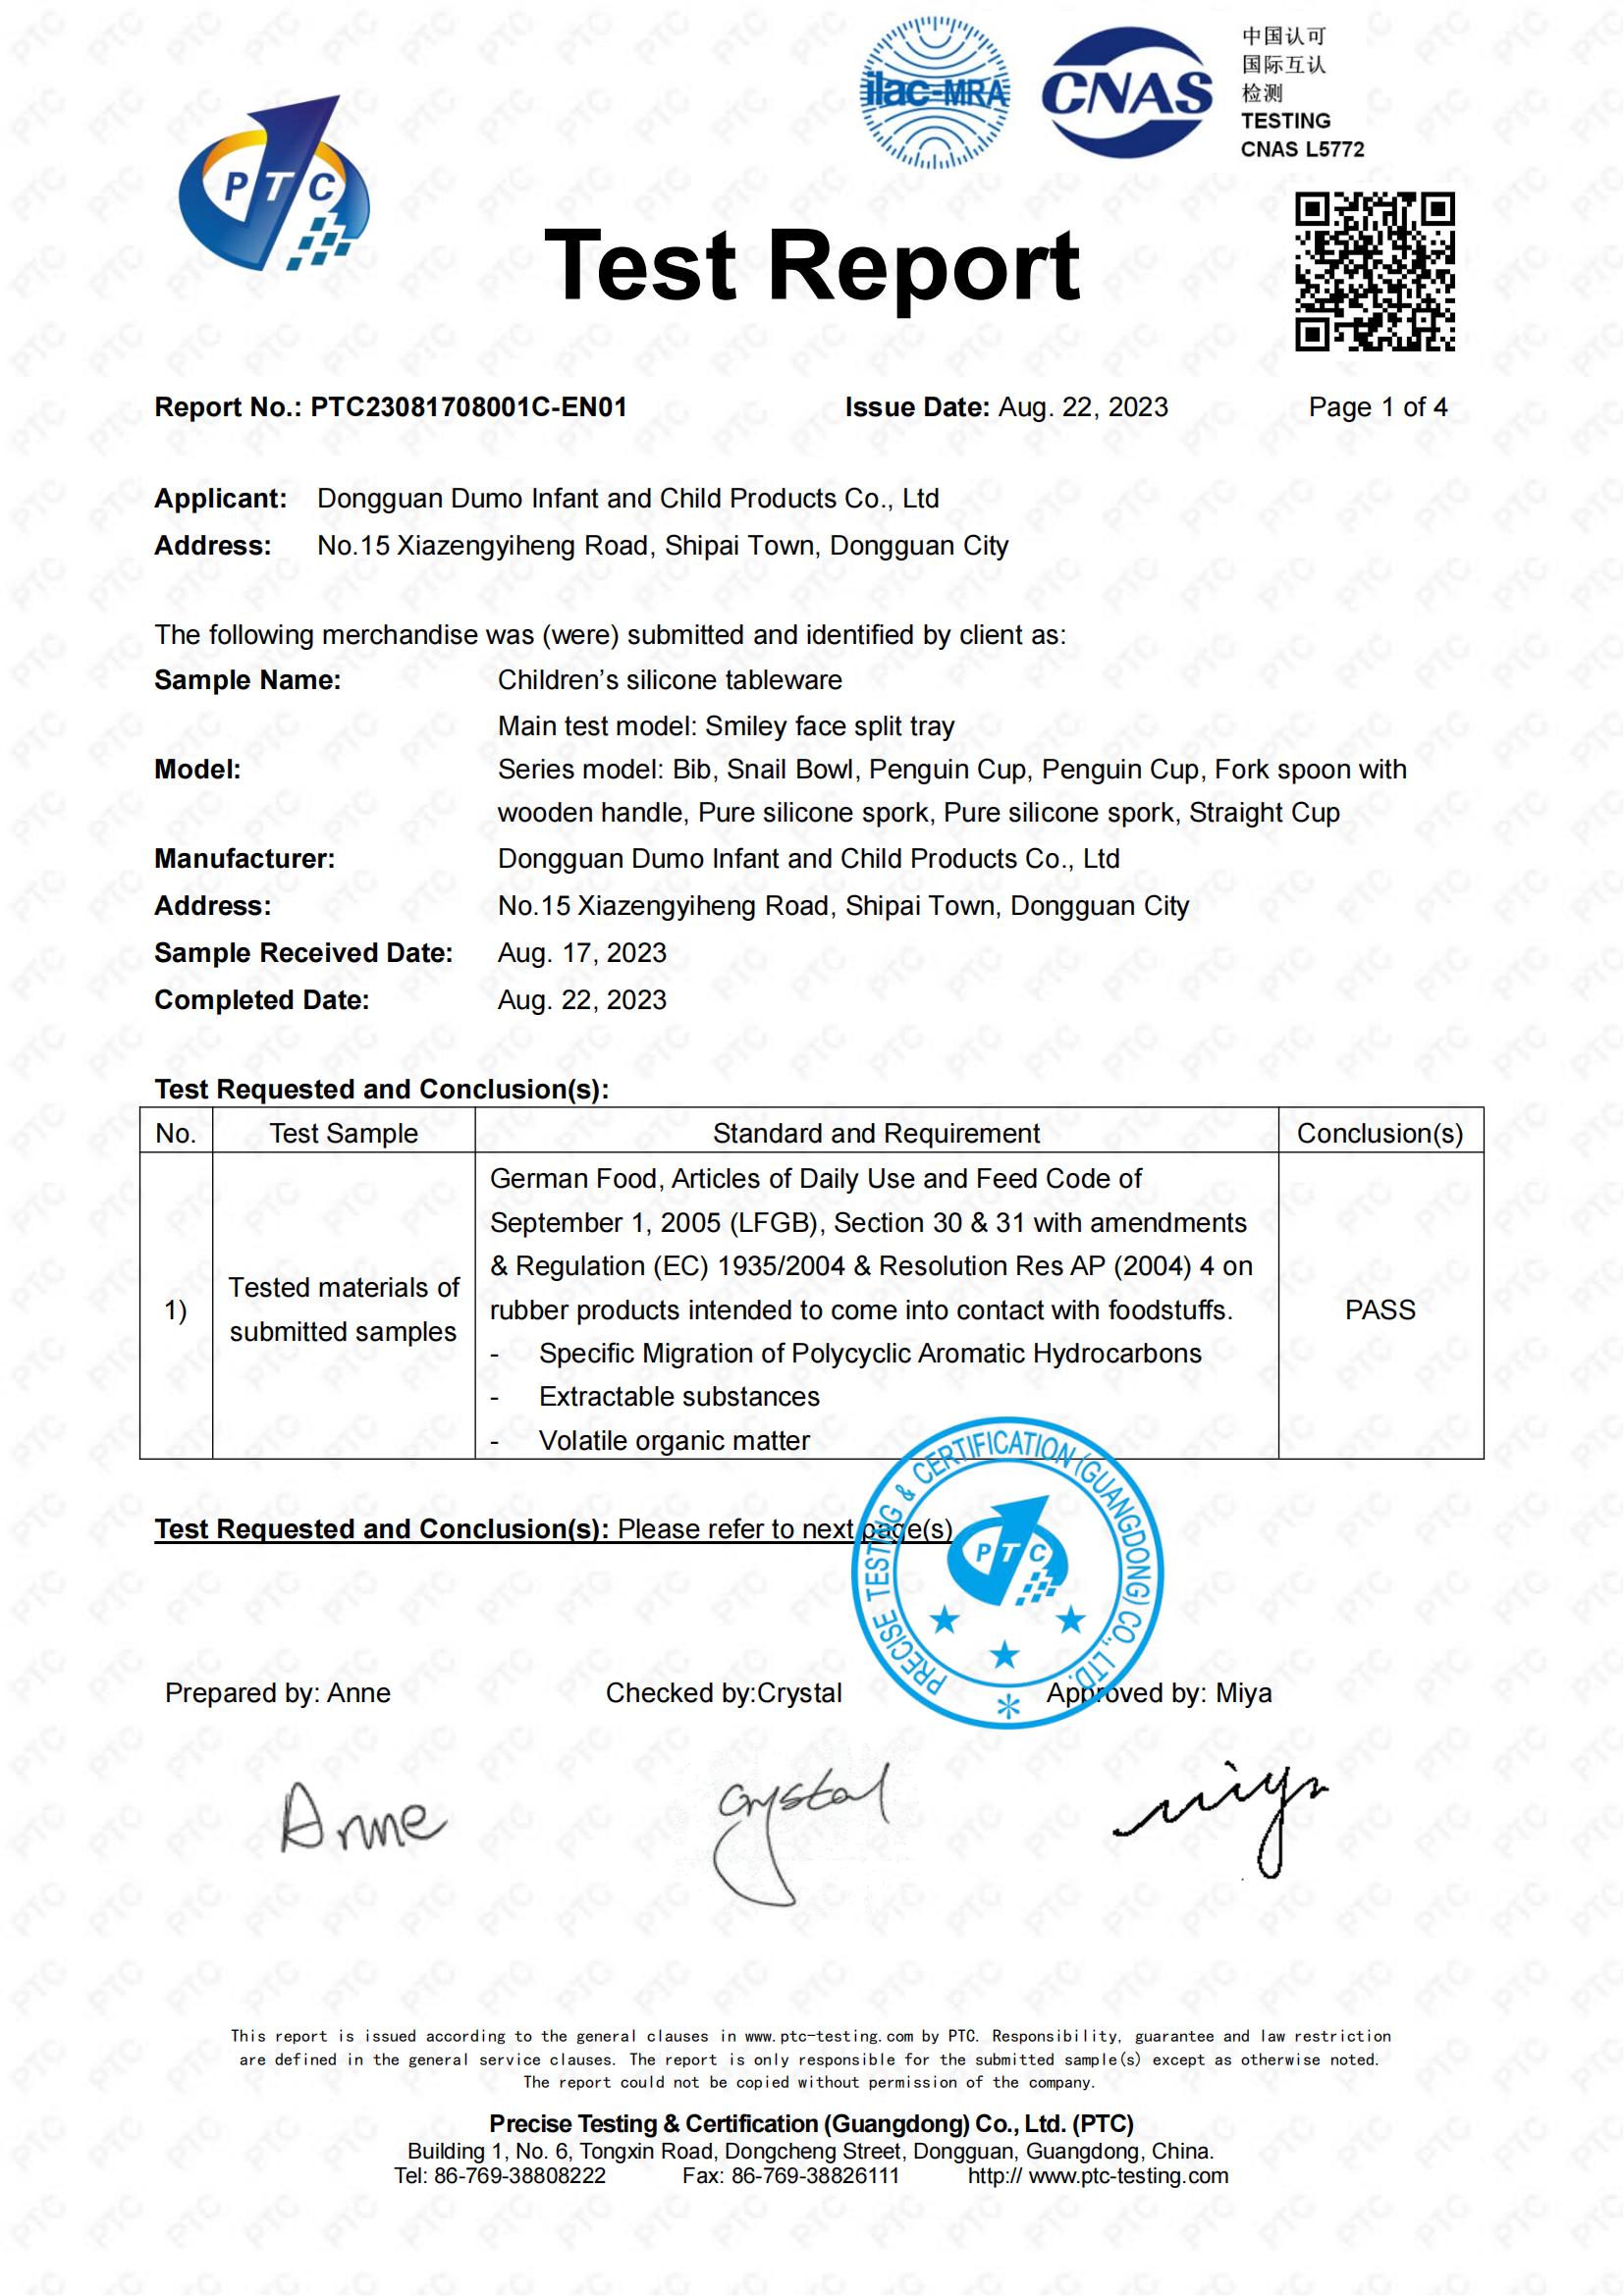 ilac-MRA
CNAS
中国认可
国际互认
检测
TESTING
CNAS L5772
PTC
Test Report
Report No.: PTC23081708001C-EN01 Issue Date: Aug. 22, 2023 Page 1 of 4
Applicant: Dongguan Dumo Infant and Child Products Co., Ltd
Address: No.15 Xiazengyiheng Road, Shipai Town, Dongguan City
The following merchandise was (were) submitted and identified by client as:
Sample Name: Children’s silicone tableware
Main test model: Smiley face split tray
Model: Series model: Bib, Snail Bowl, Penguin Cup, Penguin Cup, Fork spoon with
wooden handle, Pure silicone spork, Pure silicone spork, Straight Cup
Manufacturer: Dongguan Dumo Infant and Child Products Co., Ltd
Address: No.15 Xiazengyiheng Road, Shipai Town, Dongguan City
Sample Received Date: Aug. 17, 2023
Completed Date: Aug. 22, 2023
Test Requested and Conclusion(s):
No. Test Sample Standard and Requirement Conclusion(s)
1)
Tested materials of
submitted samples
German Food, Articles of Daily Use and Feed Code of
September 1, 2005 (LFGB), Section 30 & 31 with amendments
& Regulation (EC) 1935/2004 & Resolution Res AP (2004) 4 on
rubber products intended to come into contact with foodstuffs.
- Specific Migration of Polycyclic Aromatic Hydrocarbons
- Extractable substances
- Volatile organic matter
PASS
Test Requested and Conclusion(s): Please refer to next page(s)
PRECISE TESTING & CERTIFICATION (GUANGDONG) CO., LTD.
PTC
Prepared by: Anne Checked by:Crystal Approved by: Miya
Anne Crystal miya
This report is issued according to the general clauses in www.ptc-testing.com by PTC. Responsibility, guarantee and law restriction
are defined in the general service clauses. The report is only responsible for the submitted sample(s) except as otherwise noted.
The report could not be copied without permission of the company.
Precise Testing & Certification (Guangdong) Co., Ltd. (PTC)
Building 1, No. 6, Tongxin Road, Dongcheng Street, Dongguan, Guangdong, China.
Tel: 86-769-38808222 Fax: 86-769-38826111 http:// www.ptc-testing.com